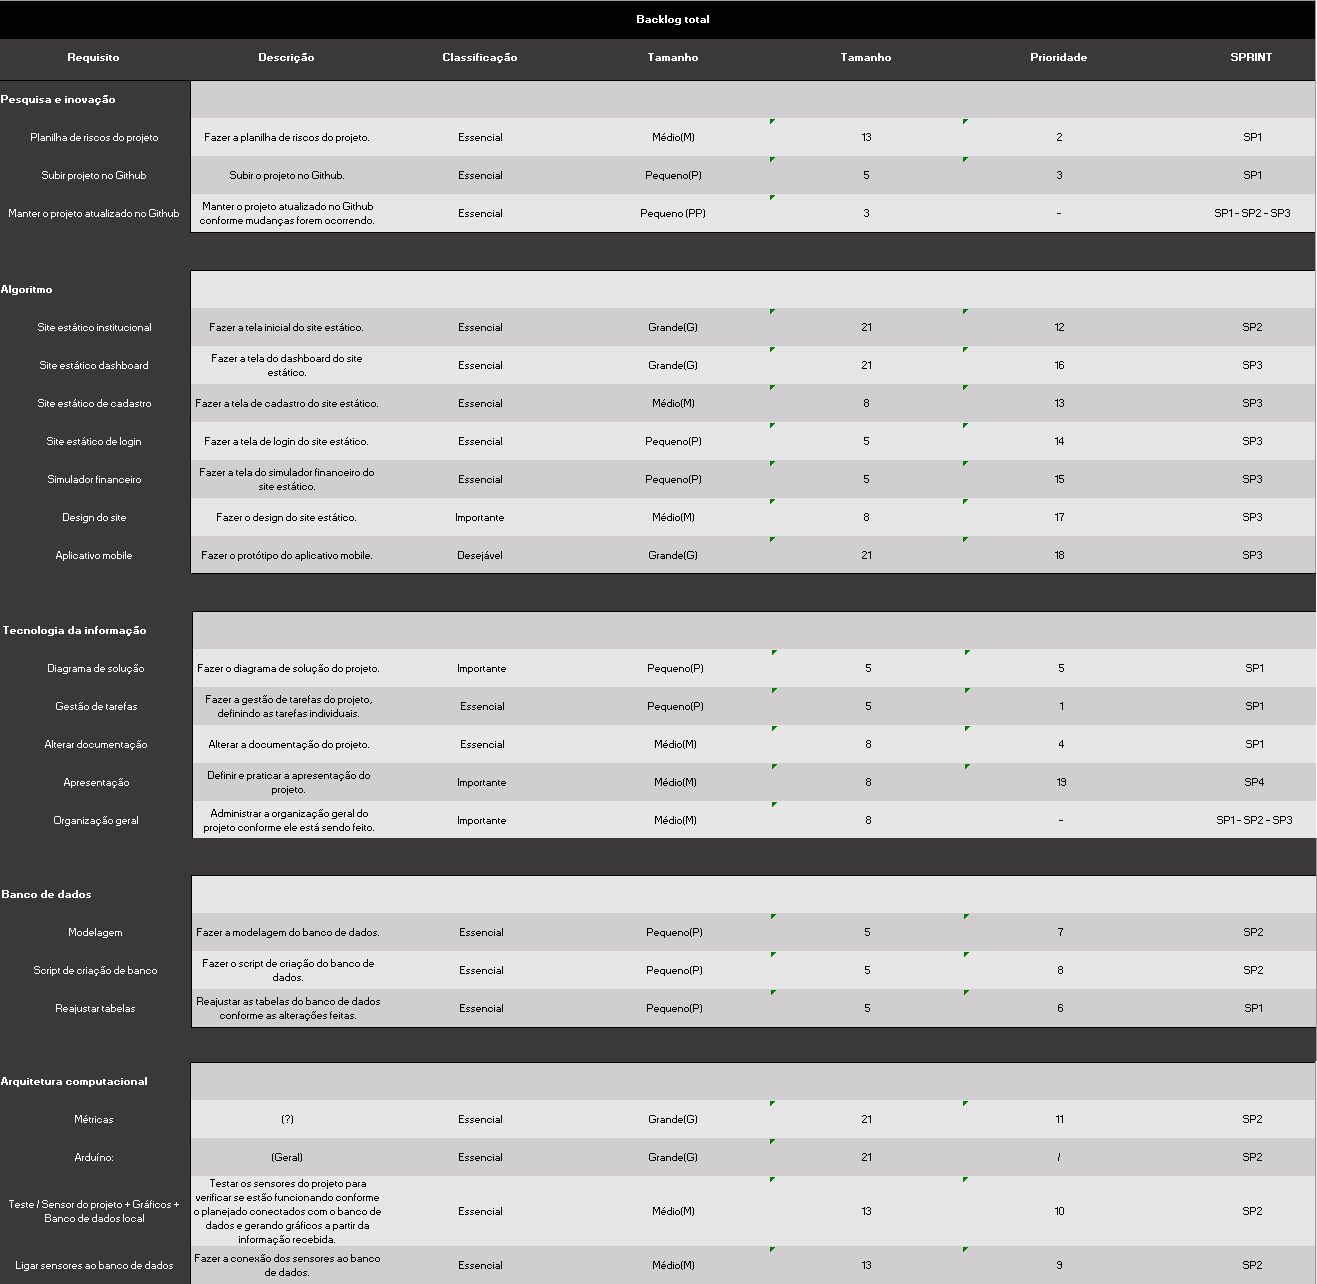 Backlog total
Requisito Descrição Classificação Tamanho Tamanho Prioridade SPRINT
Pesquisa e inovação
Planilha de riscos do projeto Fazer a planilha de riscos do projeto. Essencial Médio(M) 13 2 SP1
Subir projeto no Github Subir o projeto no Github. Essencial Pequeno(P) 5 3 SP1
Manter o projeto atualizado no Github Manter o projeto atualizado no Github
conforme mudanças forem ocorrendo. Essencial Pequeno (PP) 3 - SP1 - SP2 - SP3
Algoritmo
Site estático institucional Fazer a tela inicial do site estático. Essencial Grande(G) 21 12 SP2
Site estático dashboard Fazer a tela do dashboard do site
estático. Essencial Grande(G) 21 16 SP3
Site estático de cadastro Fazer a tela de cadastro do site estático. Essencial Médio(M) 8 13 SP3
Site estático de login Fazer a tela de login do site estático. Essencial Pequeno(P) 5 14 SP3
Simulador financeiro Fazer a tela do simulador financeiro do
site estático. Essencial Pequeno(P) 5 15 SP3
Design do site Fazer o design do site estático. Importante Médio(M) 8 17 SP3
Aplicativo mobile Fazer o protótipo do aplicativo mobile. Desejável Grande(G) 21 18 SP3
Tecnologia da informação
Diagrama de solução Fazer o diagrama de solução do projeto. Importante Pequeno(P) 5 5 SP1
Gestão de tarefas Fazer a gestão de tarefas do projeto,
definindo as tarefas individuais. Essencial Pequeno(P) 5 1 SP1
Alterar documentação Alterar a documentação do projeto. Essencial Médio(M) 8 4 SP1
Apresentação Definir e praticar a apresentação do
projeto. Importante Médio(M) 8 19 SP4
Organização geral Administrar a organização geral do
projeto conforme ele está sendo feito. Importante Médio(M) 8 - SP1 - SP2 - SP3
Banco de dados
Modelagem Fazer a modelagem do banco de dados. Essencial Pequeno(P) 5 7 SP2
Script de criação de banco Fazer o script de criação do banco de
dados. Essencial Pequeno(P) 5 8 SP2
Reajustar tabelas Reajustar as tabelas do banco de dados
conforme as alterações feitas. Essencial Pequeno(P) 5 6 SP1
Arquitetura computacional
Métricas (?) Essencial Grande(G) 21 11 SP2
Arduíno: (Geral) Essencial Grande(G) 21 / SP2
Teste / Sensor do projeto + Gráficos +
Banco de dados local Testar os sensores do projeto para
verificar se estão funcionando conforme
o planejado conectados com o banco de
dados e gerando gráficos a partir da
informação recebida. Essencial Médio(M) 13 10 SP2
Ligar sensores ao banco de dados Fazer a conexão dos sensores ao banco
de dados. Essencial Médio(M) 13 9 SP2